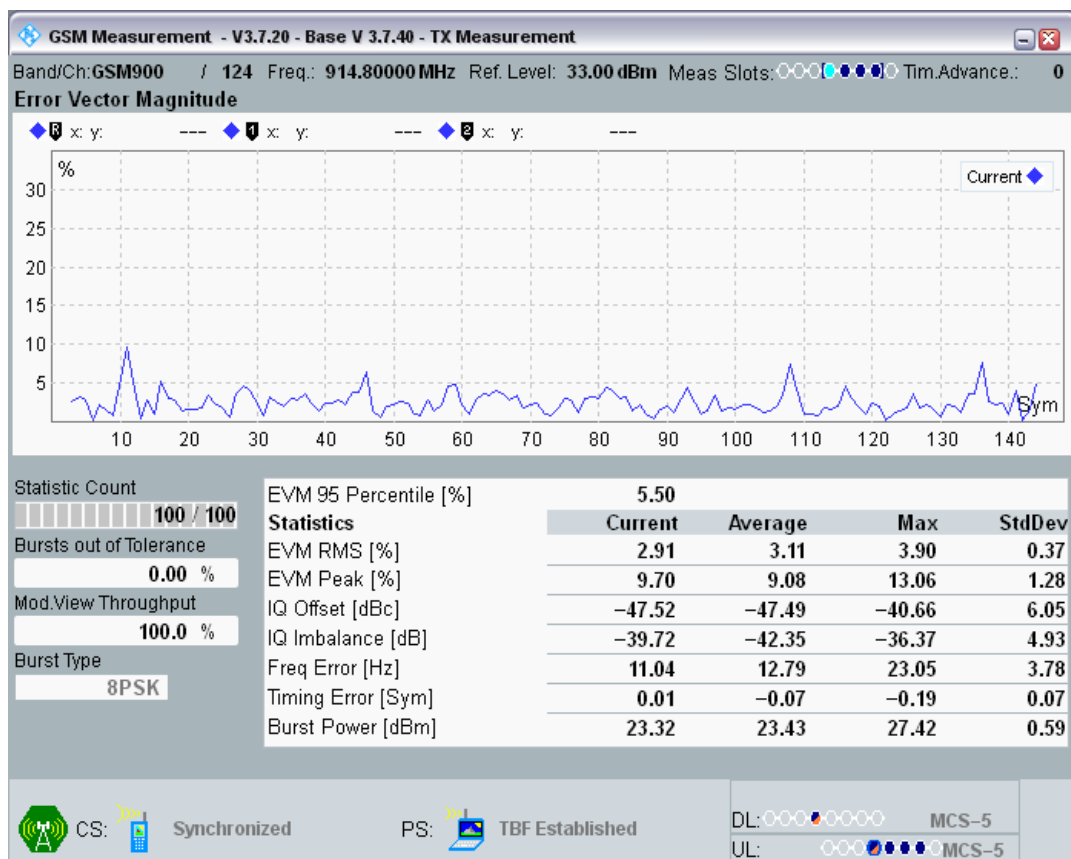 GSM Measurement - V3.7.20 - Base V 3.7.40 - TX Measurement
Band/Ch:GSM900 / 124 Freq.: 914.80000 MHz Ref. Level: 33.00 dBm Meas Slots: Tim.Advance.: 0
Error Vector Magnitude
R x: y: --- 1 x: y: --- 2 x: y: ---
%
Current
30
25
20
15
10
5
Sym
10 20 30 40 50 60 70 80 90 100 110 120 130 140
Statistic Count
100 / 100
Bursts out of Tolerance
0.00 %
Mod.View Throughput
100.0 %
Burst Type
8PSK
EVM 95 Percentile [%] 5.50
Statistics Current Average Max StdDev
EVM RMS [%] 2.91 3.11 3.90 0.37
EVM Peak [%] 9.70 9.08 13.06 1.28
IQ Offset [dBc] −47.52 −47.49 −40.66 6.05
IQ Imbalance [dB] −39.72 −42.35 −36.37 4.93
Freq Error [Hz] 11.04 12.79 23.05 3.78
Timing Error [Sym] 0.01 −0.07 −0.19 0.07
Burst Power [dBm] 23.32 23.43 27.42 0.59
CS: Synchronized PS: TBF Established
DL: MCS−5
UL: MCS−5